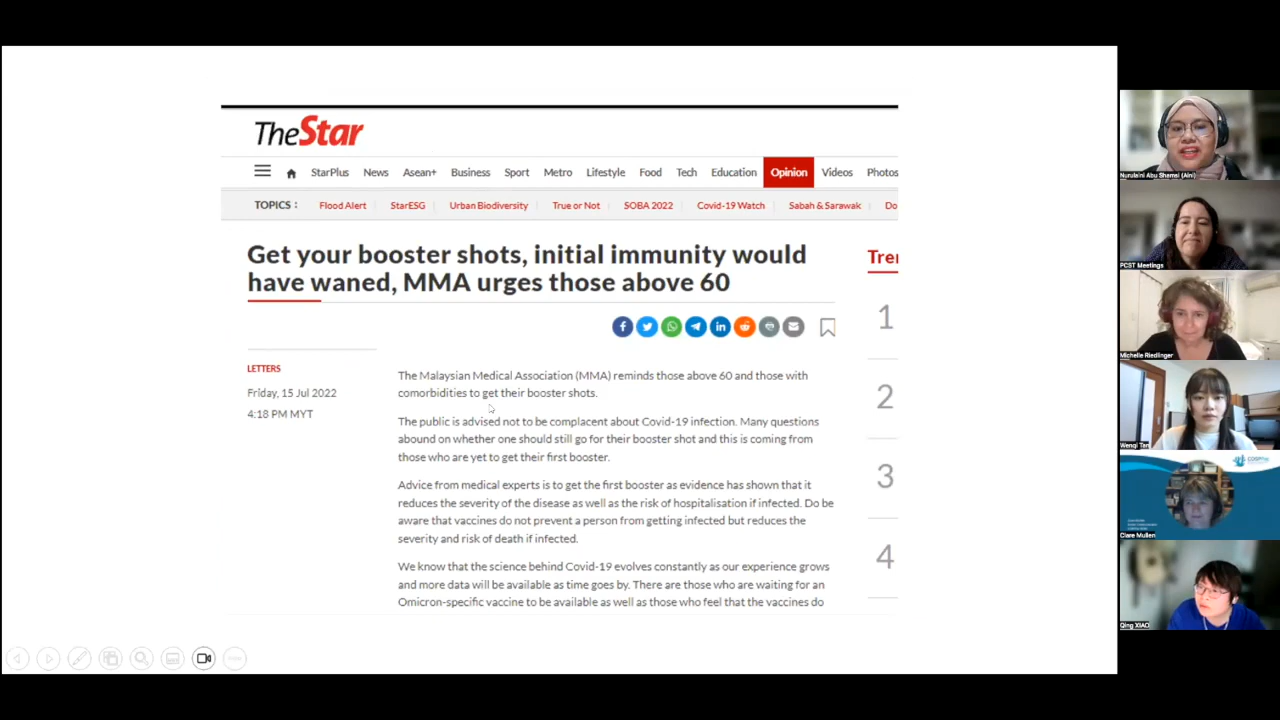 TheStar
StarPlus News Asean+ Business Sport Metro Lifestyle Food Tech Education Opinion Videos Photos
TOPICS : Flood Alert StarESG Urban Biodiversity True or Not SOBA 2022 Covid-19 Watch Sabah & Sarawak Do
Get your booster shots, initial immunity would
have waned, MMA urges those above 60
Tre
LETTERS
Friday, 15 Jul 2022
4:18 PM MYT
The Malaysian Medical Association (MMA) reminds those above 60 and those with
comorbidities to get their booster shots.
The public is advised not to be complacent about Covid-19 infection. Many questions
abound on whether one should still go for their booster shot and this is coming from
those who are yet to get their first booster.
Advice from medical experts is to get the first booster as evidence has shown that it
reduces the severity of the disease as well as the risk of hospitalisation if infected. Do be
aware that vaccines do not prevent a person from getting infected but reduces the
severity and risk of death if infected.
We know that the science behind Covid-19 evolves constantly as our experience grows
and more data will be available as time goes by. There are those who are waiting for an
Omicron-specific vaccine to be available as well as those who feel that the vaccines do
1
2
3
4
Nurulaini Abu Shamsi (Aini)
PCST Meetings
Michelle Riedlinger
Wenqi Tan
Clare Mullen
Qing XIAO